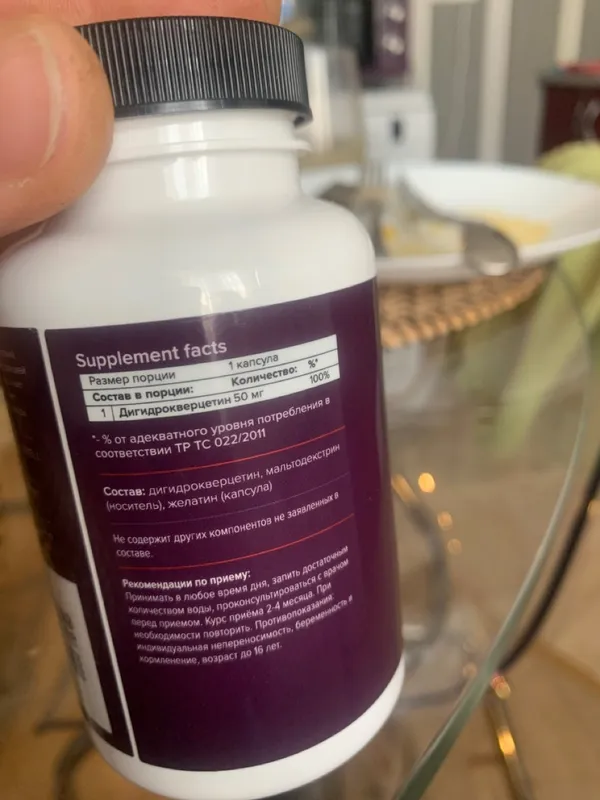 Supplement facts
Размер порции 1 капсула
Состав в порции: Количество: %*
1 Дигидрокверцетин 50 мг 100%
*- % от адекватного уровня потребления в
соответствии ТР ТС 022/2011
Состав: дигидрокверцетин, мальтодекстрин
(носитель), желатин (капсула)
Не содержит других компонентов не заявленных в
составе.
Рекомендации по приему:
Принимать в любое время дня, запить достаточным
количеством воды, проконсультироваться с врачом
перед приемом. Курс приёма 2-4 месяца. При
необходимости повторить. Противопоказания:
индивидуальная непереносимость, беременность и
кормление, возраст до 16 лет.